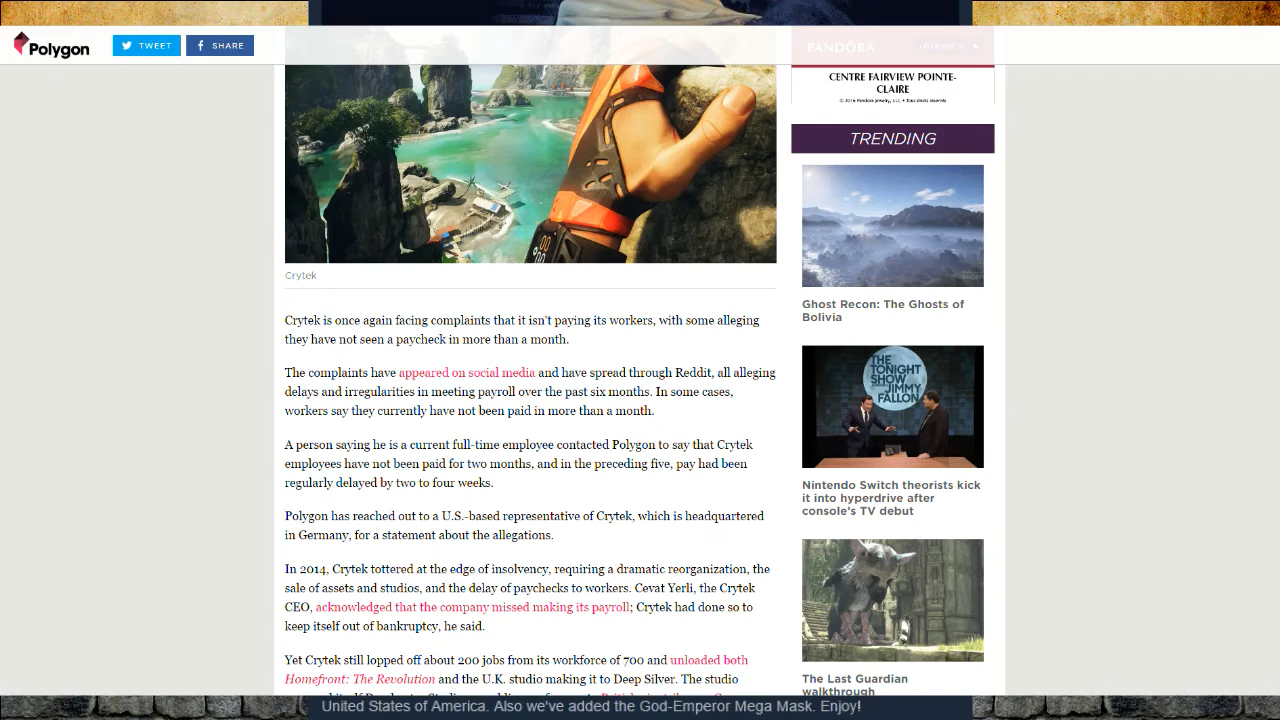 Polygon
TWEET
SHARE
PANDÖRA
CENTRE FAIRVIEW POINTE-
CLAIRE
© 2016 Pandora Jewelry, LLC. • Tous droits réservés
TRENDING
Ghost Recon: The Ghosts of
Bolivia
THE
TONIGHT
SHOW
JIMMY
FALLON
Nintendo Switch theorists kick
it into hyperdrive after
console's TV debut
The Last Guardian
walkthrough
Crytek
Crytek is once again facing complaints that it isn't paying its workers, with some alleging
they have not seen a paycheck in more than a month.
The complaints have appeared on social media and have spread through Reddit, all alleging
delays and irregularities in meeting payroll over the past six months. In some cases,
workers say they currently have not been paid in more than a month.
A person saying he is a current full-time employee contacted Polygon to say that Crytek
employees have not been paid for two months, and in the preceding five, pay had been
regularly delayed by two to four weeks.
Polygon has reached out to a U.S.-based representative of Crytek, which is headquartered
in Germany, for a statement about the allegations.
In 2014, Crytek tottered at the edge of insolvency, requiring a dramatic reorganization, the
sale of assets and studios, and the delay of paychecks to workers. Cevat Yerli, the Crytek
CEO, acknowledged that the company missed making its payroll; Crytek had done so to
keep itself out of bankruptcy, he said.
Yet Crytek still lopped off about 200 jobs from its workforce of 700 and unloaded both
Homefront: The Revolution and the U.K. studio making it to Deep Silver. The studio
United States of America. Also we've added the God-Emperor Mega Mask. Enjoy!